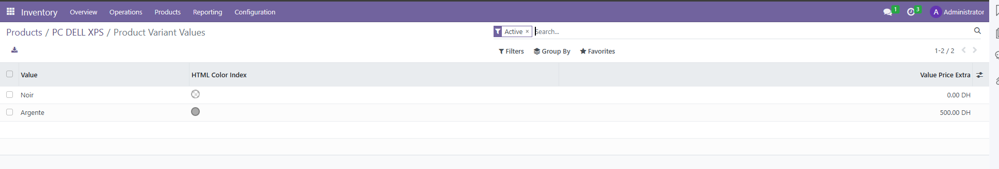 Inventory Overview Operations Products Reporting Configuration 1 3 A Administrator
Products / PC DELL XPS / Product Variant Values
Active × Search...
Filters Group By Favorites 1-2 / 2
Value HTML Color Index Value Price Extra
Noir 0.00 DH
Argente 500.00 DH